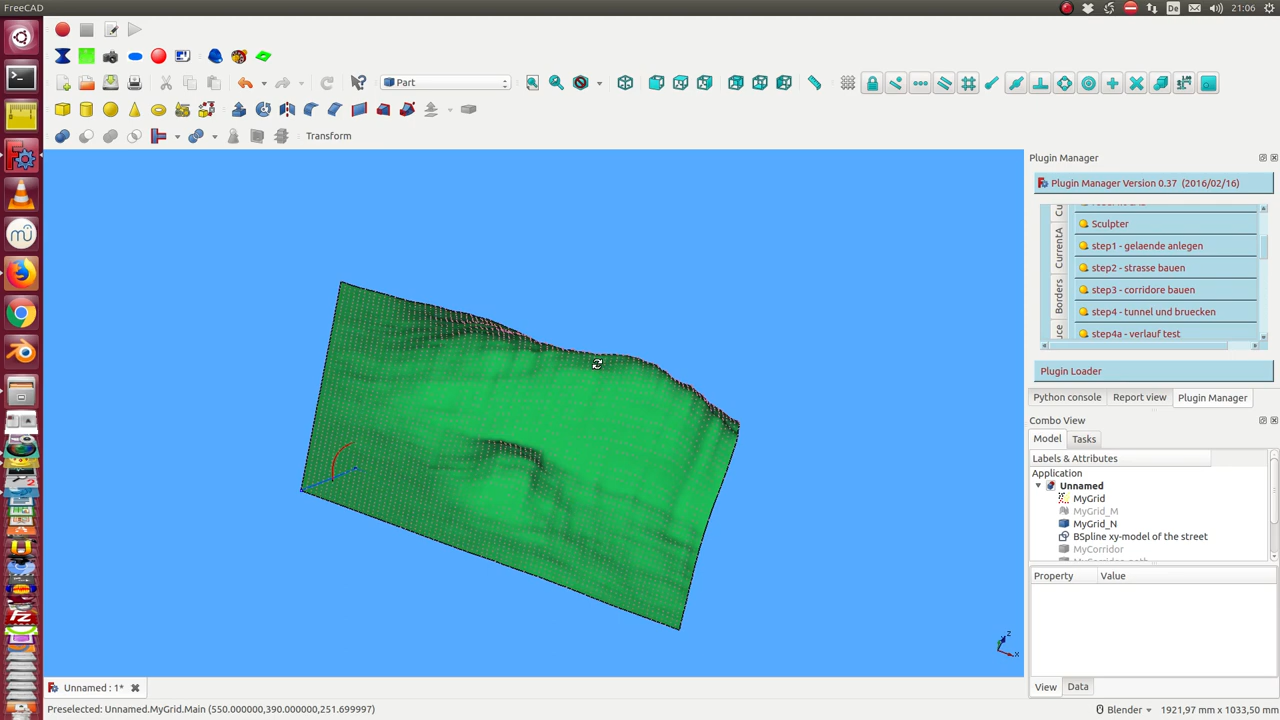 FreeCAD
De
21:06
Part
Transform
Plugin Manager
Plugin Manager Version 0.37 (2016/02/16)
Sculpter
step1 - gelaende anlegen
step2 - strasse bauen
step3 - corridore bauen
step4 - tunnel und bruecken
step4a - verlauf test
CurrentA
Borders
Plugin Loader
Python console
Report view
Plugin Manager
Combo View
Model
Tasks
Labels & Attributes
Application
Unnamed
MyGrid
MyGrid_M
MyGrid_N
BSpline xy-model of the street
MyCorridor
Property
Value
z
x
View
Data
Unnamed : 1*
Preselected: Unnamed.MyGrid.Main (550.000000,390.000000,251.699997)
Blender
1921,97 mm x 1033,50 mm